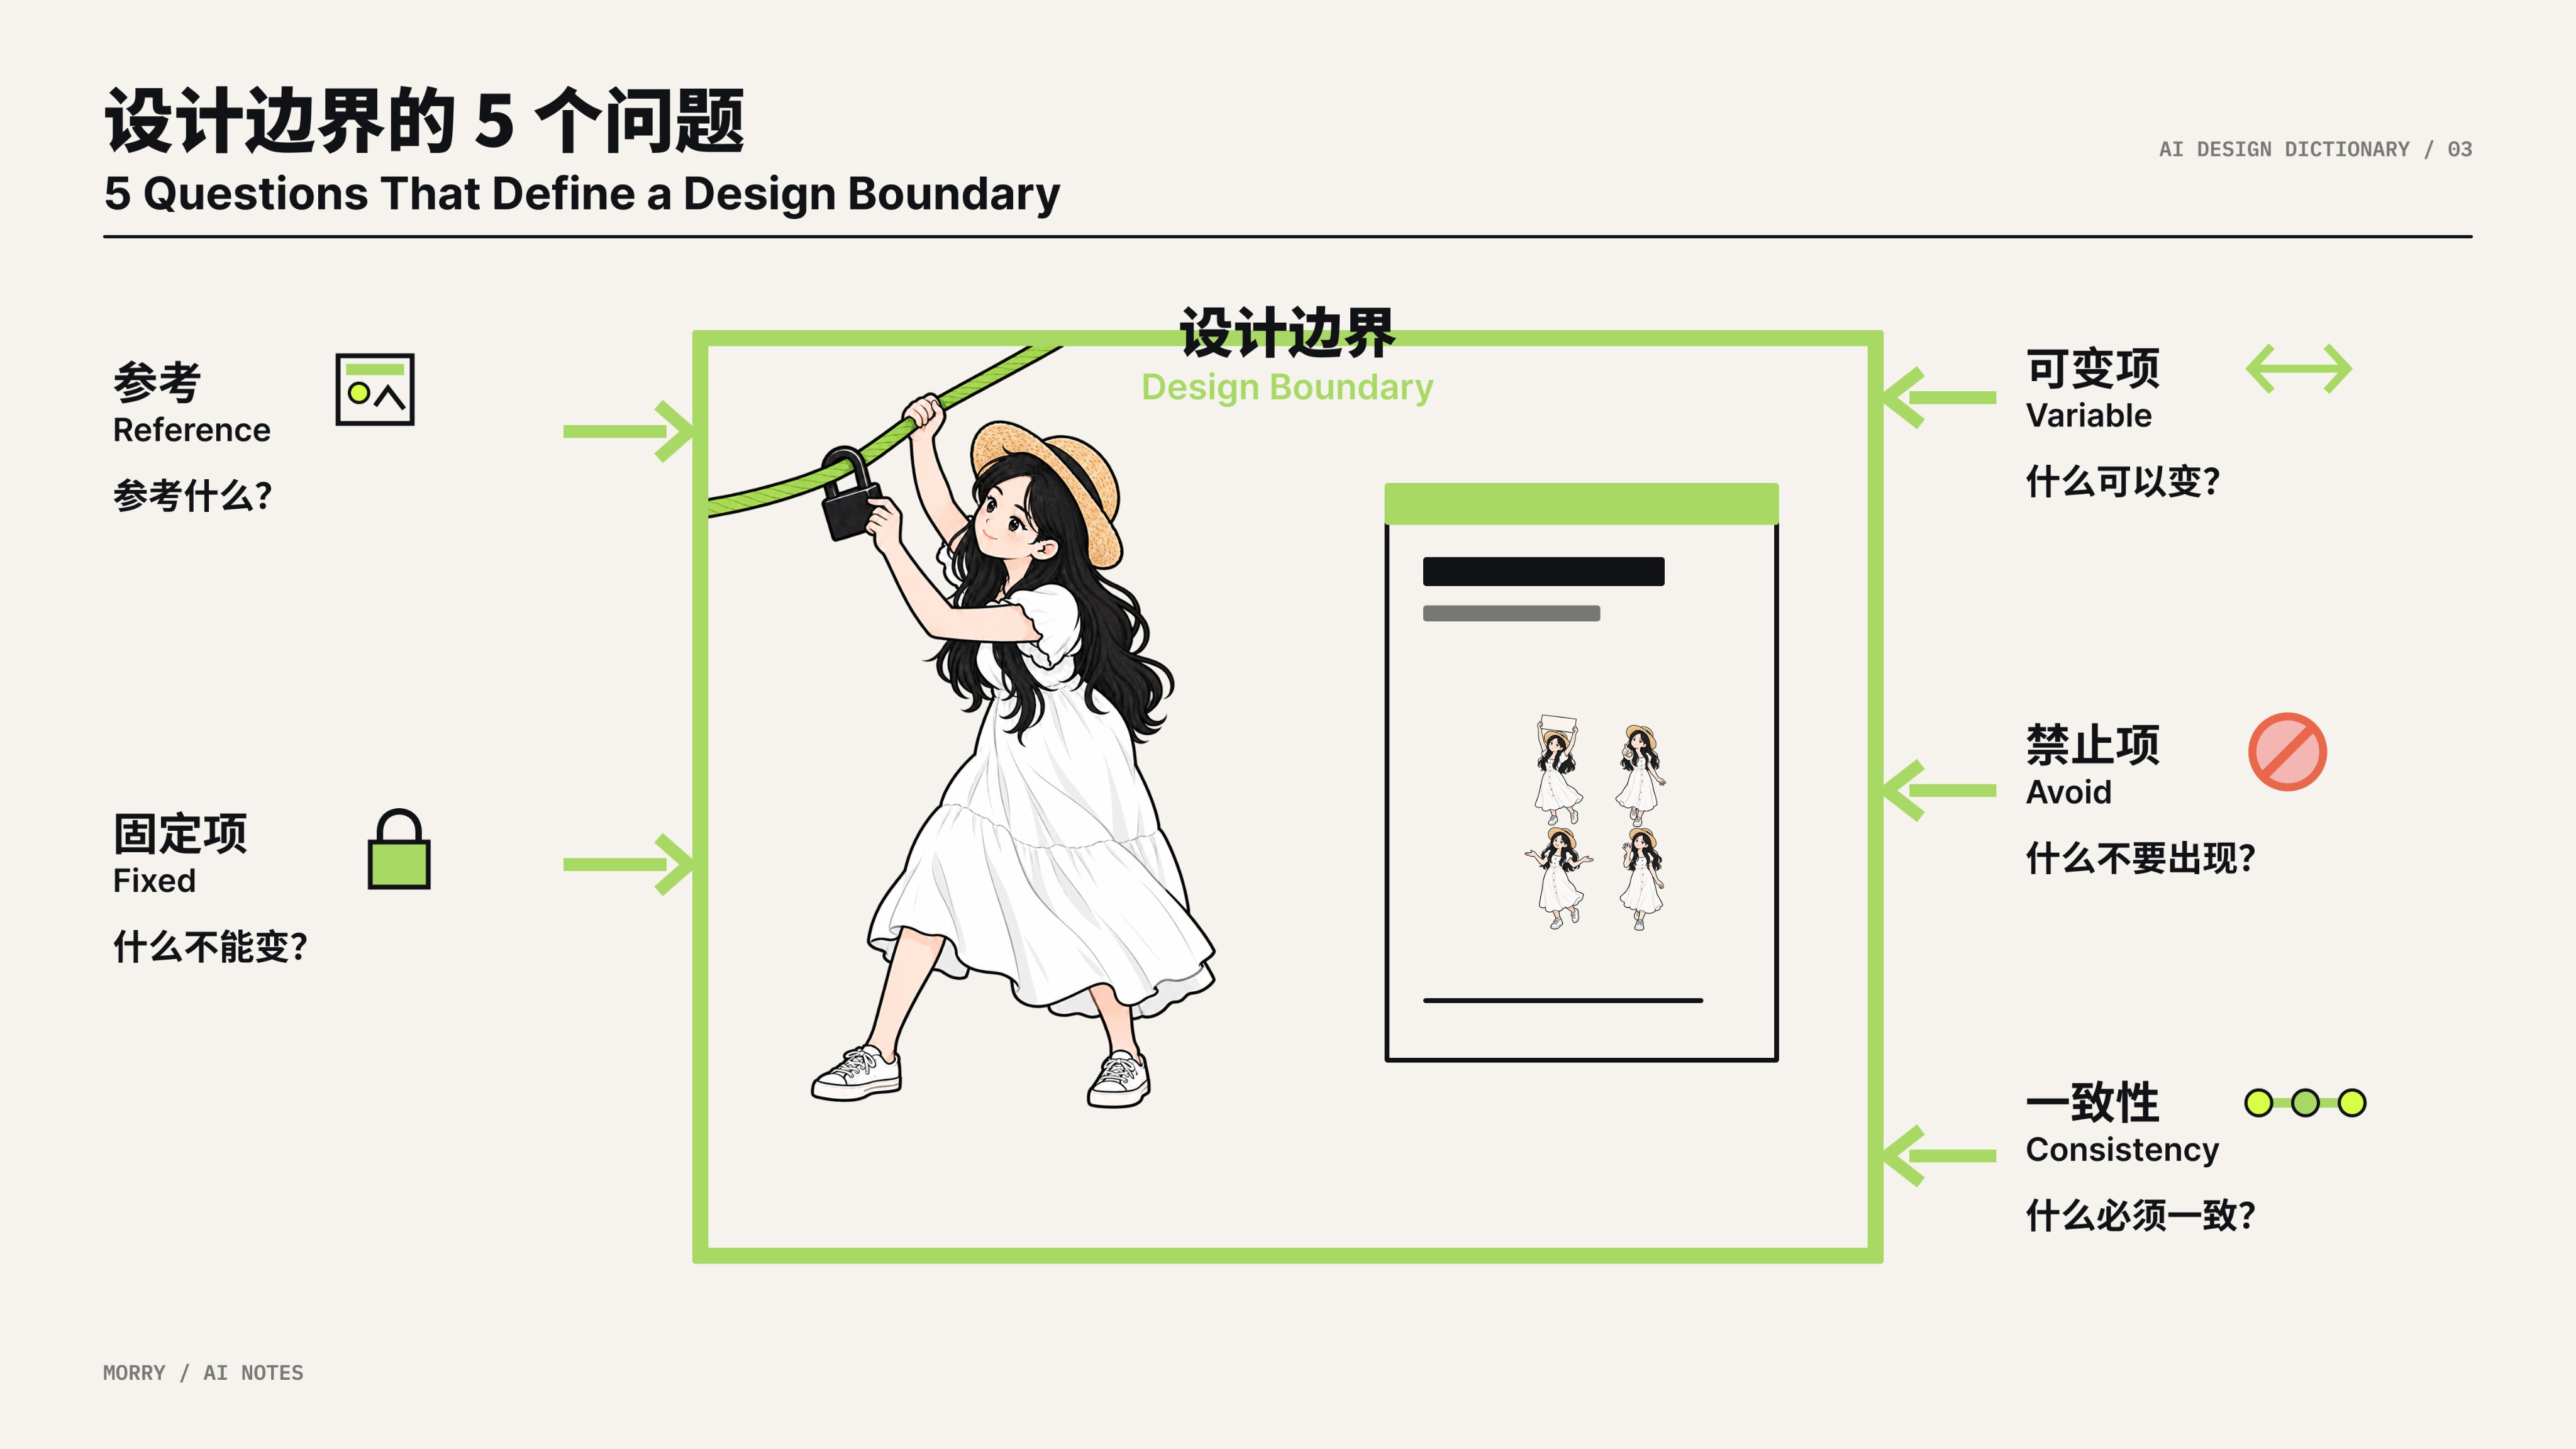 设计边界的 5 个问题
5 Questions That Define a Design Boundary
AI DESIGN DICTIONARY / 03
参考
Reference
参考什么?
固定项
Fixed
什么不能变?
设计边界
Design Boundary
可变项
Variable
什么可以变?
禁止项
Avoid
什么不要出现?
一致性
Consistency
什么必须一致?
MORRY / AI NOTES